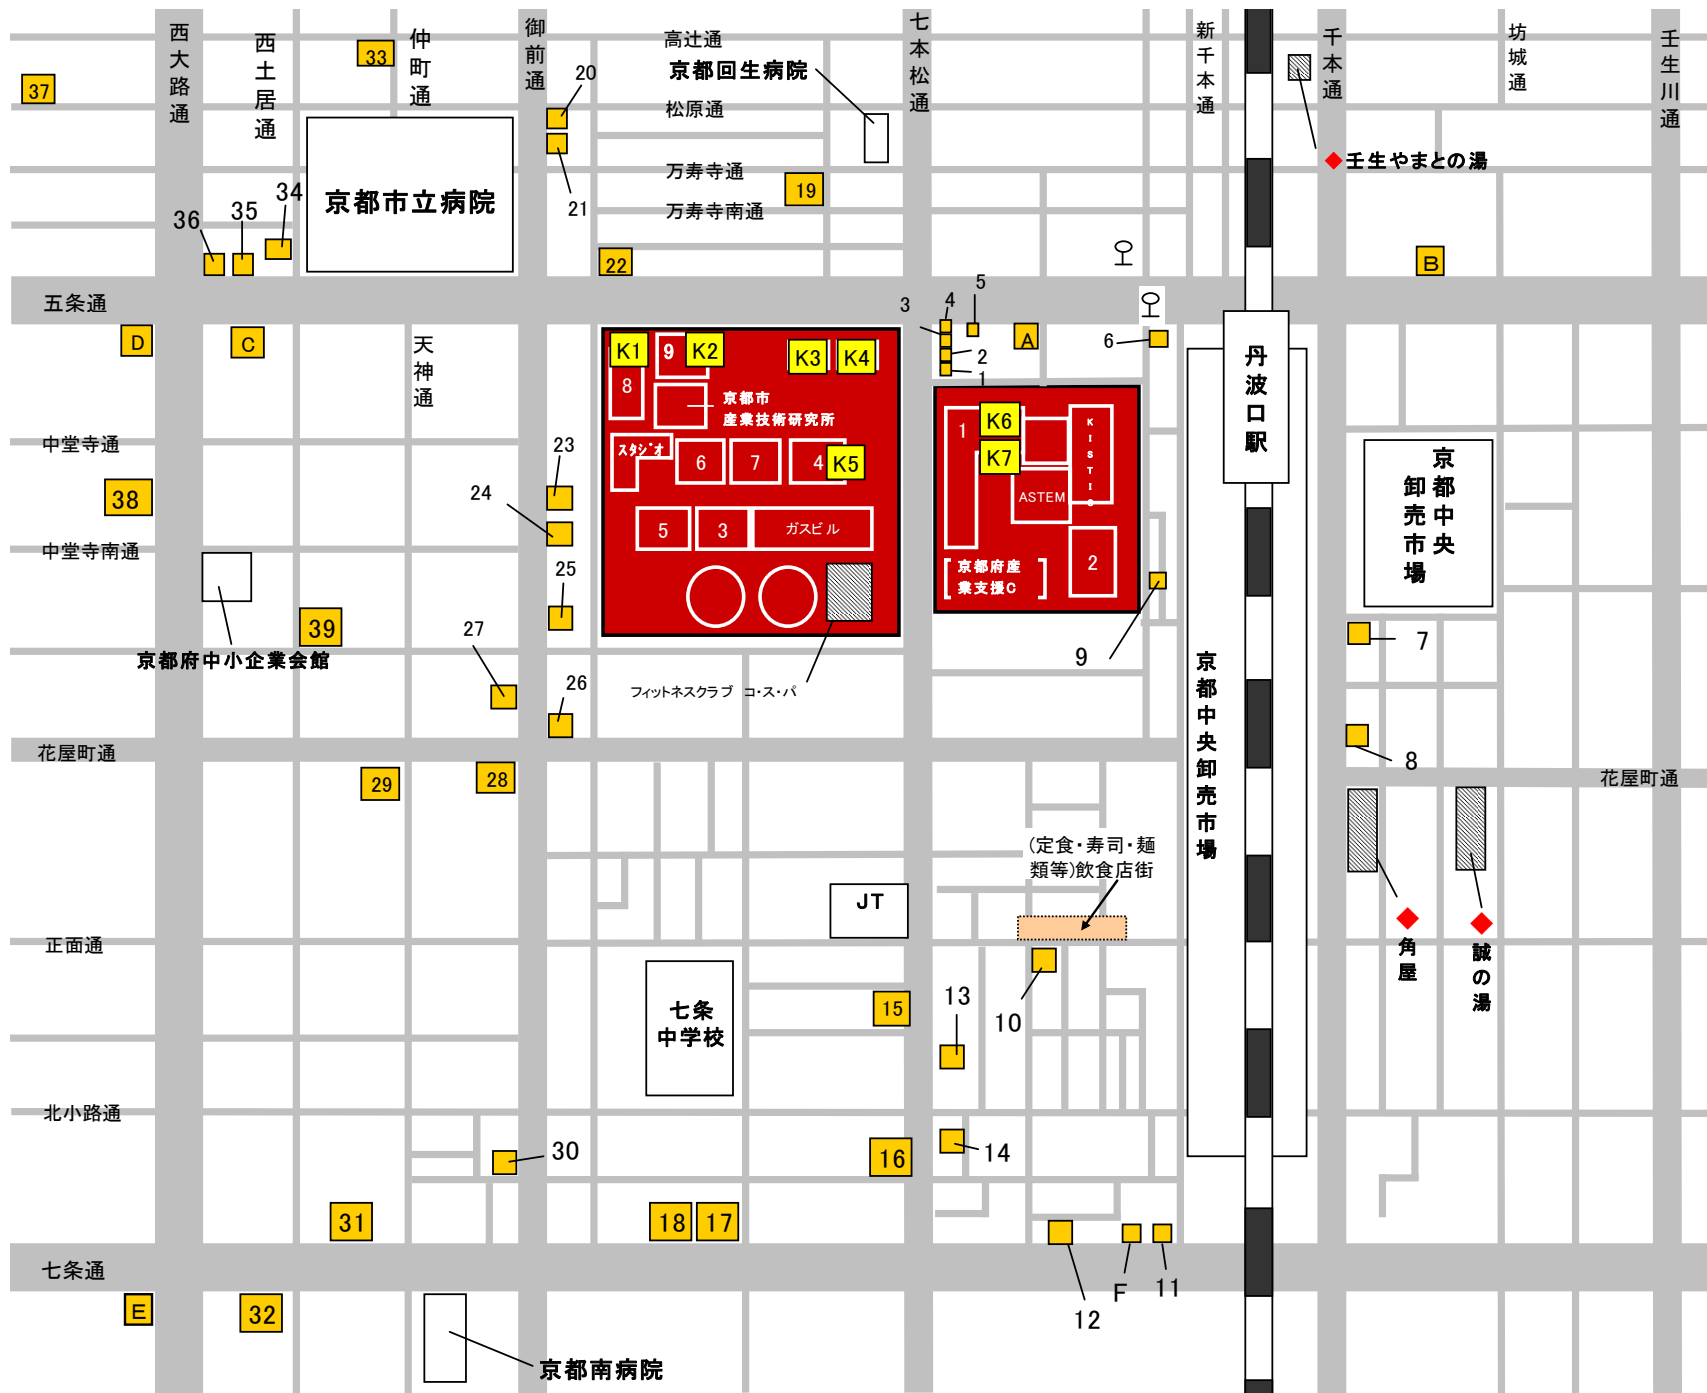 西大路通
西土居通
仲町通
御前通
七本松通
新千本通
千本通
坊城通
壬生川通
高辻通
京都回生病院
松原通
万寿寺通
万寿寺南通
33
37
20
21
19
22
34
35
36
京都市立病院
壬生やまとの湯
B
五条通
D
C
天神通
3
4
5
2
1
A
6
丹波口駅
K1
9
K2
K3
K4
8
京都市
産業技術研究所
スタジオ
6
7
4
K5
5
3
ガスビル
1
K6
K7
KISTIC
ASTEM
2
京都府産
業支援C
京都中央
卸売市場
中堂寺通
38
23
24
中堂寺南通
25
39
京都府中小企業会館
27
26
フィットネスクラブ コ・ス・パ
9
7
8
京都中央卸売市場
花屋町通
花屋町通
29
28
(定食・寿司・麺
類等)飲食店街
JT
正面通
角屋
誠の湯
七条
中学校
15
13
10
北小路通
30
16
14
31
18
17
12
F
11
七条通
E
32
京都南病院